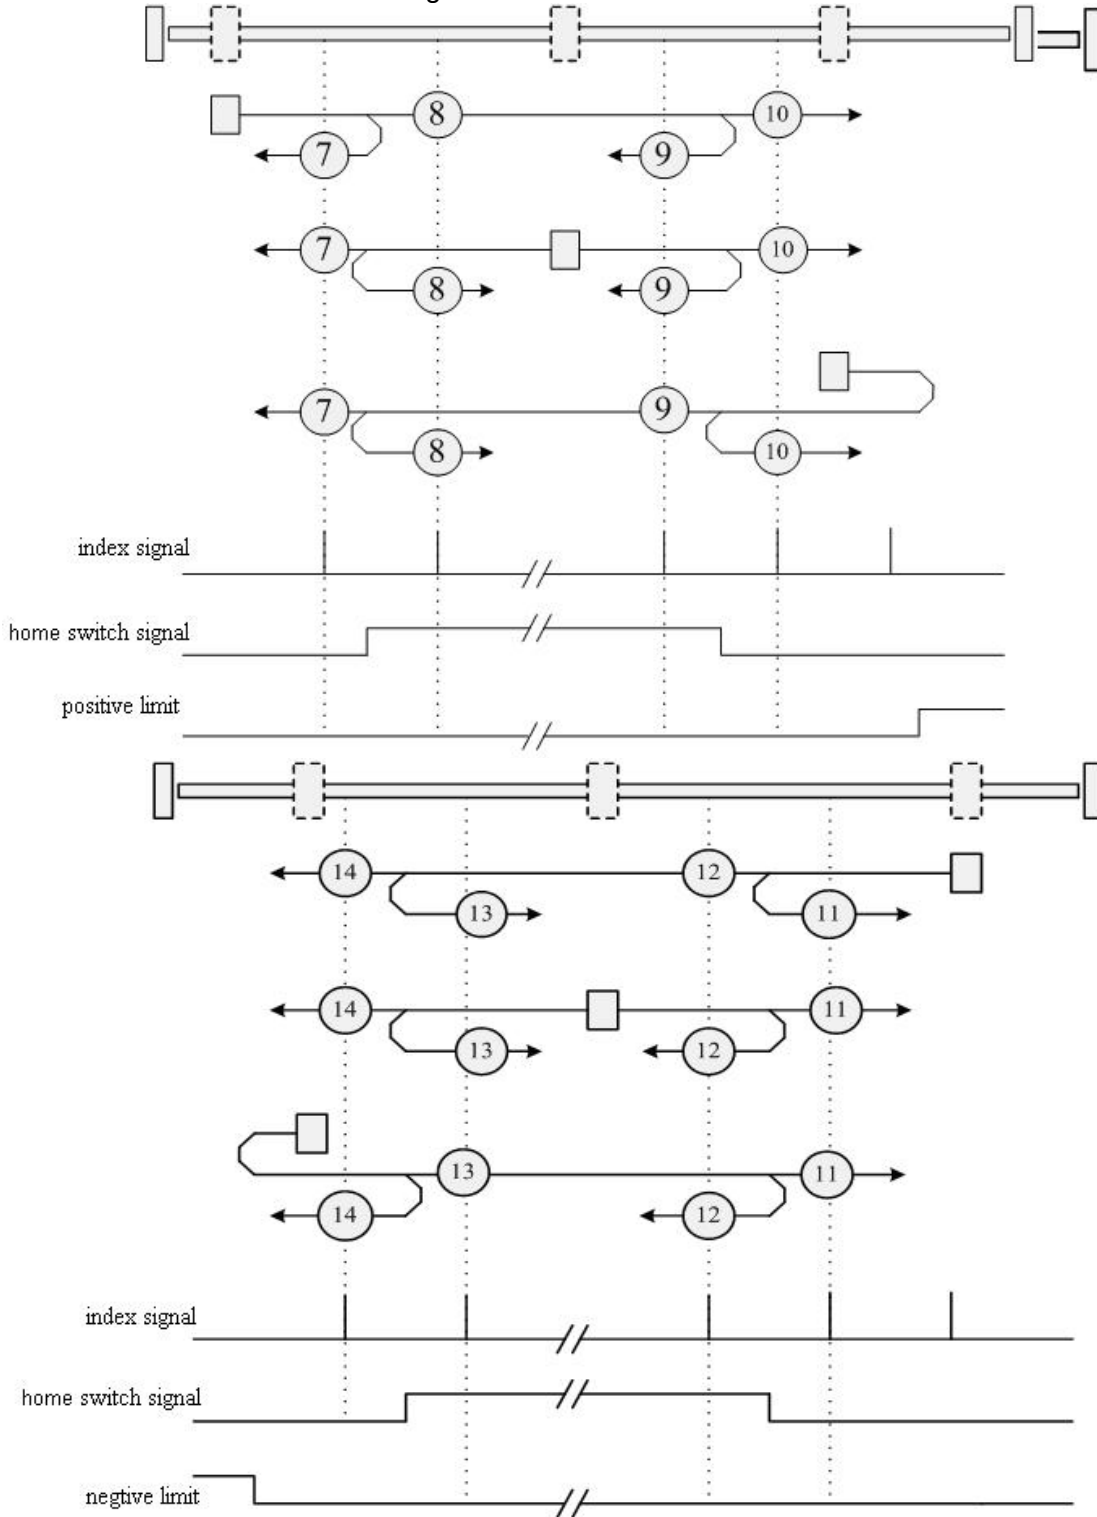 8 10
7 9
7 10
8 9
7 9
8 10
index signal
home switch signal
positive limit
14 12
13 11
14 11
13 12
13 11
14 12
index signal
home switch signal
negtive limit